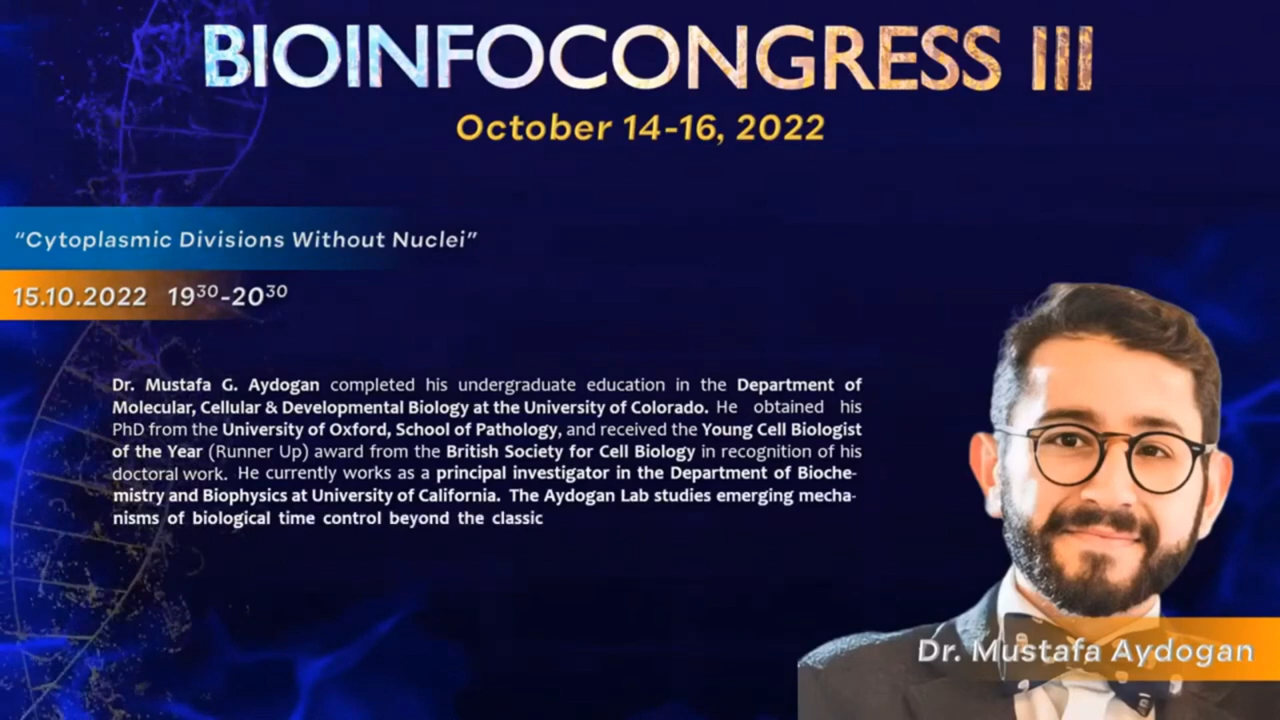 BIOINFOCONGRESS III
October 14-16, 2022
“Cytoplasmic Divisions Without Nuclei”
15.10.2022 19³⁰-20³⁰
Dr. Mustafa G. Aydogan completed his undergraduate education in the Department of
Molecular, Cellular & Developmental Biology at the University of Colorado. He obtained his
PhD from the University of Oxford, School of Pathology, and received the Young Cell Biologist
of the Year (Runner Up) award from the British Society for Cell Biology in recognition of his
doctoral work. He currently works as a principal investigator in the Department of Bioche-
mistry and Biophysics at University of California. The Aydogan Lab studies emerging mecha-
nisms of biological time control beyond the classic
Dr. Mustafa Aydogan